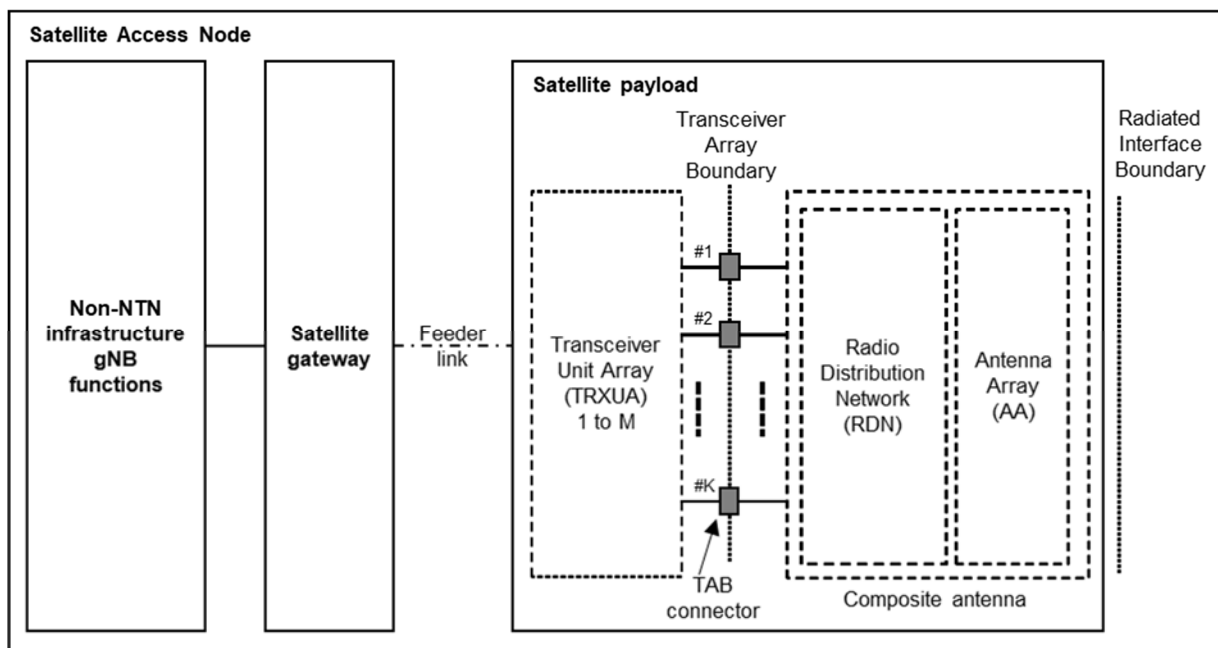 Satellite Access Node
Non-NTN
infrastructure
gNB
functions
Satellite
gateway
Feeder
link
Satellite payload
Transceiver
Array
Boundary
Transceiver
Unit Array
(TRXUA)
1 to M
#1
#2
#K
TAB
connector
Radio
Distribution
Network
(RDN)
Antenna
Array
(AA)
Composite antenna
Radiated
Interface
Boundary